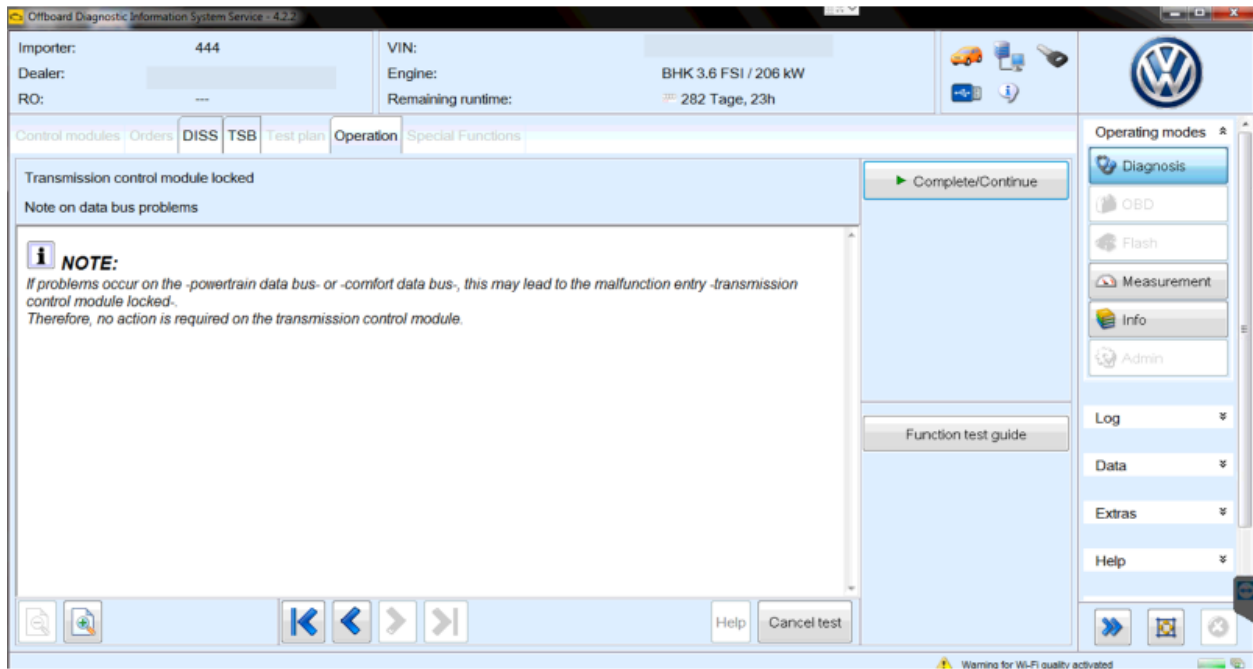 Offboard Diagnostic Information System Service - 4.2.2
Importer: 444
Dealer:
RO: ---
VIN:
Engine: BHK 3.6 FSI / 206 kW
Remaining runtime: 282 Tage, 23h
Control modules Orders DISS TSB Test plan Operation Special Functions
Transmission control module locked
Note on data bus problems
Complete/Continue
i NOTE:
If problems occur on the -powertrain data bus- or -comfort data bus-, this may lead to the malfunction entry -transmission
control module locked-.
Therefore, no action is required on the transmission control module.
Function test guide
Help
Cancel test
Operating modes
Diagnosis
OBD
Flash
Measurement
Info
Admin
Log
Data
Extras
Help
Warning for Wi-Fi quality activated